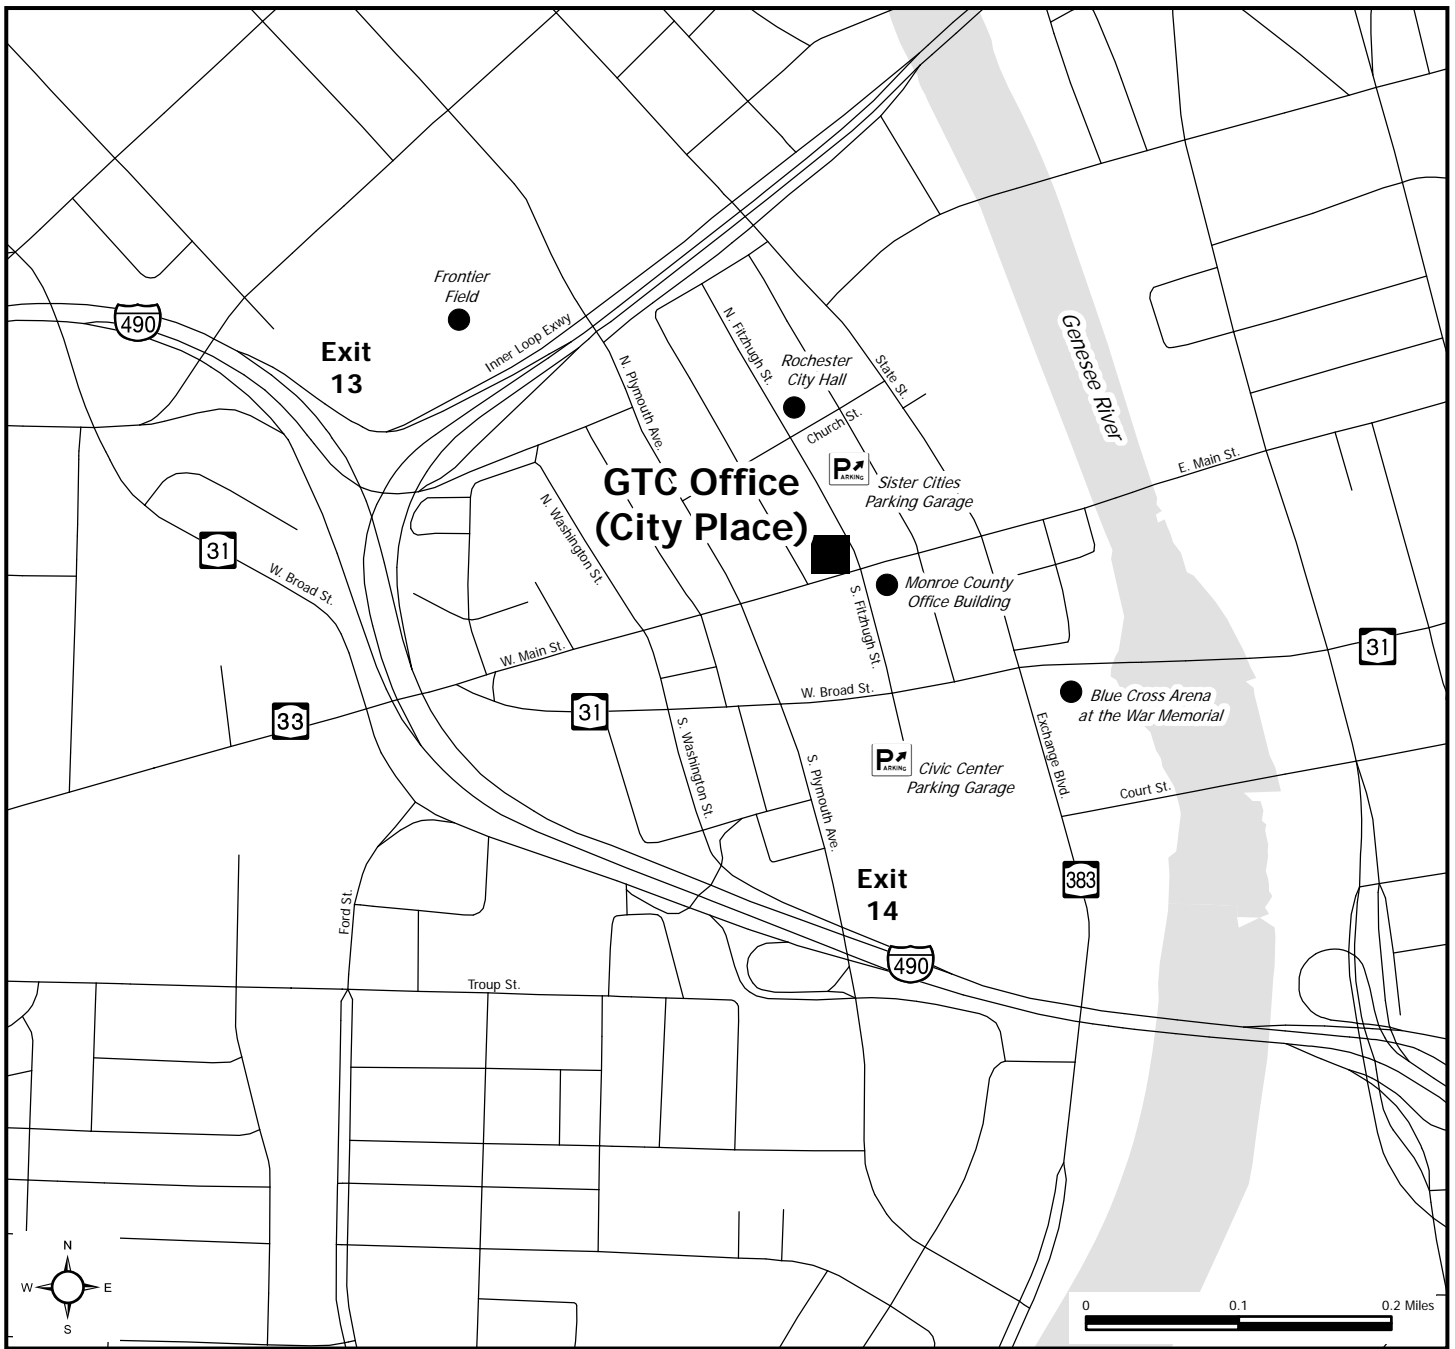 Frontier
Field
490
Exit
13
Inner Loop Exwy
N. Plymouth Ave.
N. Fitzhugh St.
Rochester
City Hall
State St.
Church St.
Genesee River
E. Main St.
GTC Office
(City Place)
P
ARKING
Sister Cities
Parking Garage
N. Washington St.
31
W. Broad St.
Monroe County
Office Building
S. Fitzhugh St.
W. Main St.
31
33
31
W. Broad St.
Blue Cross Arena
at the War Memorial
S. Washington St.
S. Plymouth Ave.
P
ARKING
Civic Center
Parking Garage
Exchange Blvd.
Court St.
Exit
14
383
Ford St.
490
Troup St.
N
W E
S
0 0.1 0.2 Miles